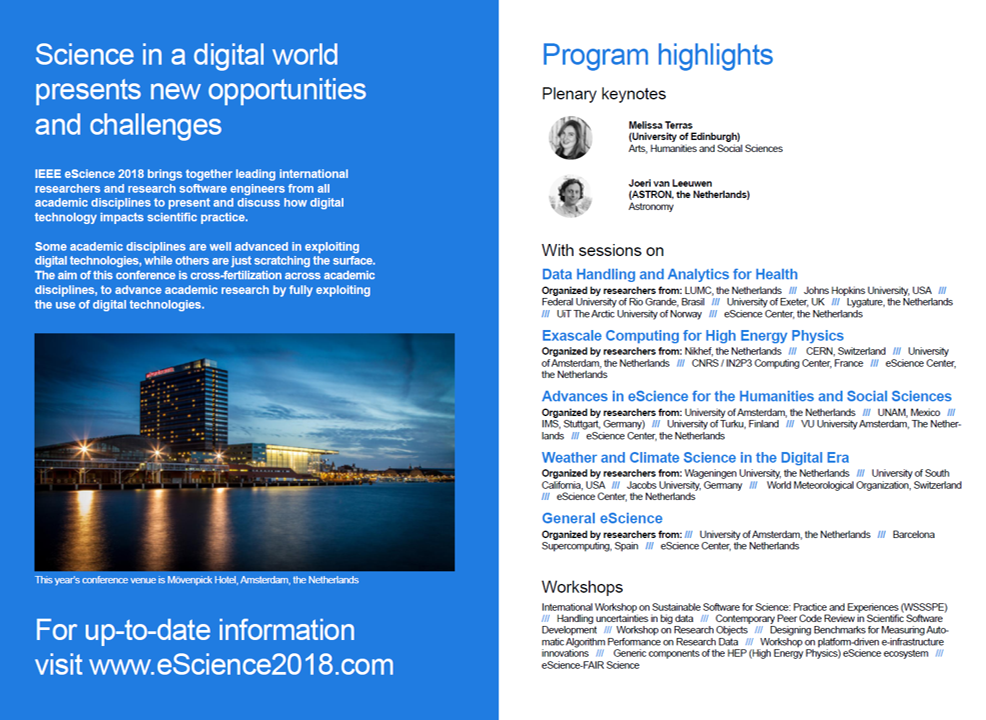 Science in a digital world
presents new opportunities
and challenges
IEEE eScience 2018 brings together leading international
researchers and research software engineers from all
academic disciplines to present and discuss how digital
technology impacts scientific practice.
Some academic disciplines are well advanced in exploiting
digital technologies, while others are just scratching the surface.
The aim of this conference is cross-fertilization across academic
disciplines, to advance academic research by fully exploiting
the use of digital technologies.
This year's conference venue is Mövenpick Hotel, Amsterdam, the Netherlands
For up-to-date information
visit www.eScience2018.com
Program highlights
Plenary keynotes
Melissa Terras
(University of Edinburgh)
Arts, Humanities and Social Sciences
Joeri van Leeuwen
(ASTRON, the Netherlands)
Astronomy
With sessions on
Data Handling and Analytics for Health
Organized by researchers from: LUMC, the Netherlands /// Johns Hopkins University, USA ///
Federal University of Rio Grande, Brasil /// University of Exeter, UK /// Lygature, the Netherlands
/// UiT The Arctic University of Norway /// eScience Center, the Netherlands
Exascale Computing for High Energy Physics
Organized by researchers from: Nikhef, the Netherlands /// CERN, Switzerland /// University
of Amsterdam, the Netherlands /// CNRS / IN2P3 Computing Center, France /// eScience Center,
the Netherlands
Advances in eScience for the Humanities and Social Sciences
Organized by researchers from: University of Amsterdam, the Netherlands /// UNAM, Mexico ///
IMS, Stuttgart, Germany) /// University of Turku, Finland /// VU University Amsterdam, The Nether-
lands /// eScience Center, the Netherlands
Weather and Climate Science in the Digital Era
Organized by researchers from: Wageningen University, the Netherlands /// University of South
California, USA /// Jacobs University, Germany /// World Meteorological Organization, Switzerland
/// eScience Center, the Netherlands
General eScience
Organized by researchers from: /// University of Amsterdam, the Netherlands /// Barcelona
Supercomputing, Spain /// eScience Center, the Netherlands
Workshops
International Workshop on Sustainable Software for Science: Practice and Experiences (WSSSPE)
/// Handling uncertainties in big data /// Contemporary Peer Code Review in Scientific Software
Development /// Workshop on Research Objects /// Designing Benchmarks for Measuring Auto-
matic Algorithm Performance on Research Data /// Workshop on platform-driven e-infrastructure
innovations /// Generic components of the HEP (High Energy Physics) eScience ecosystem ///
eScience-FAIR Science